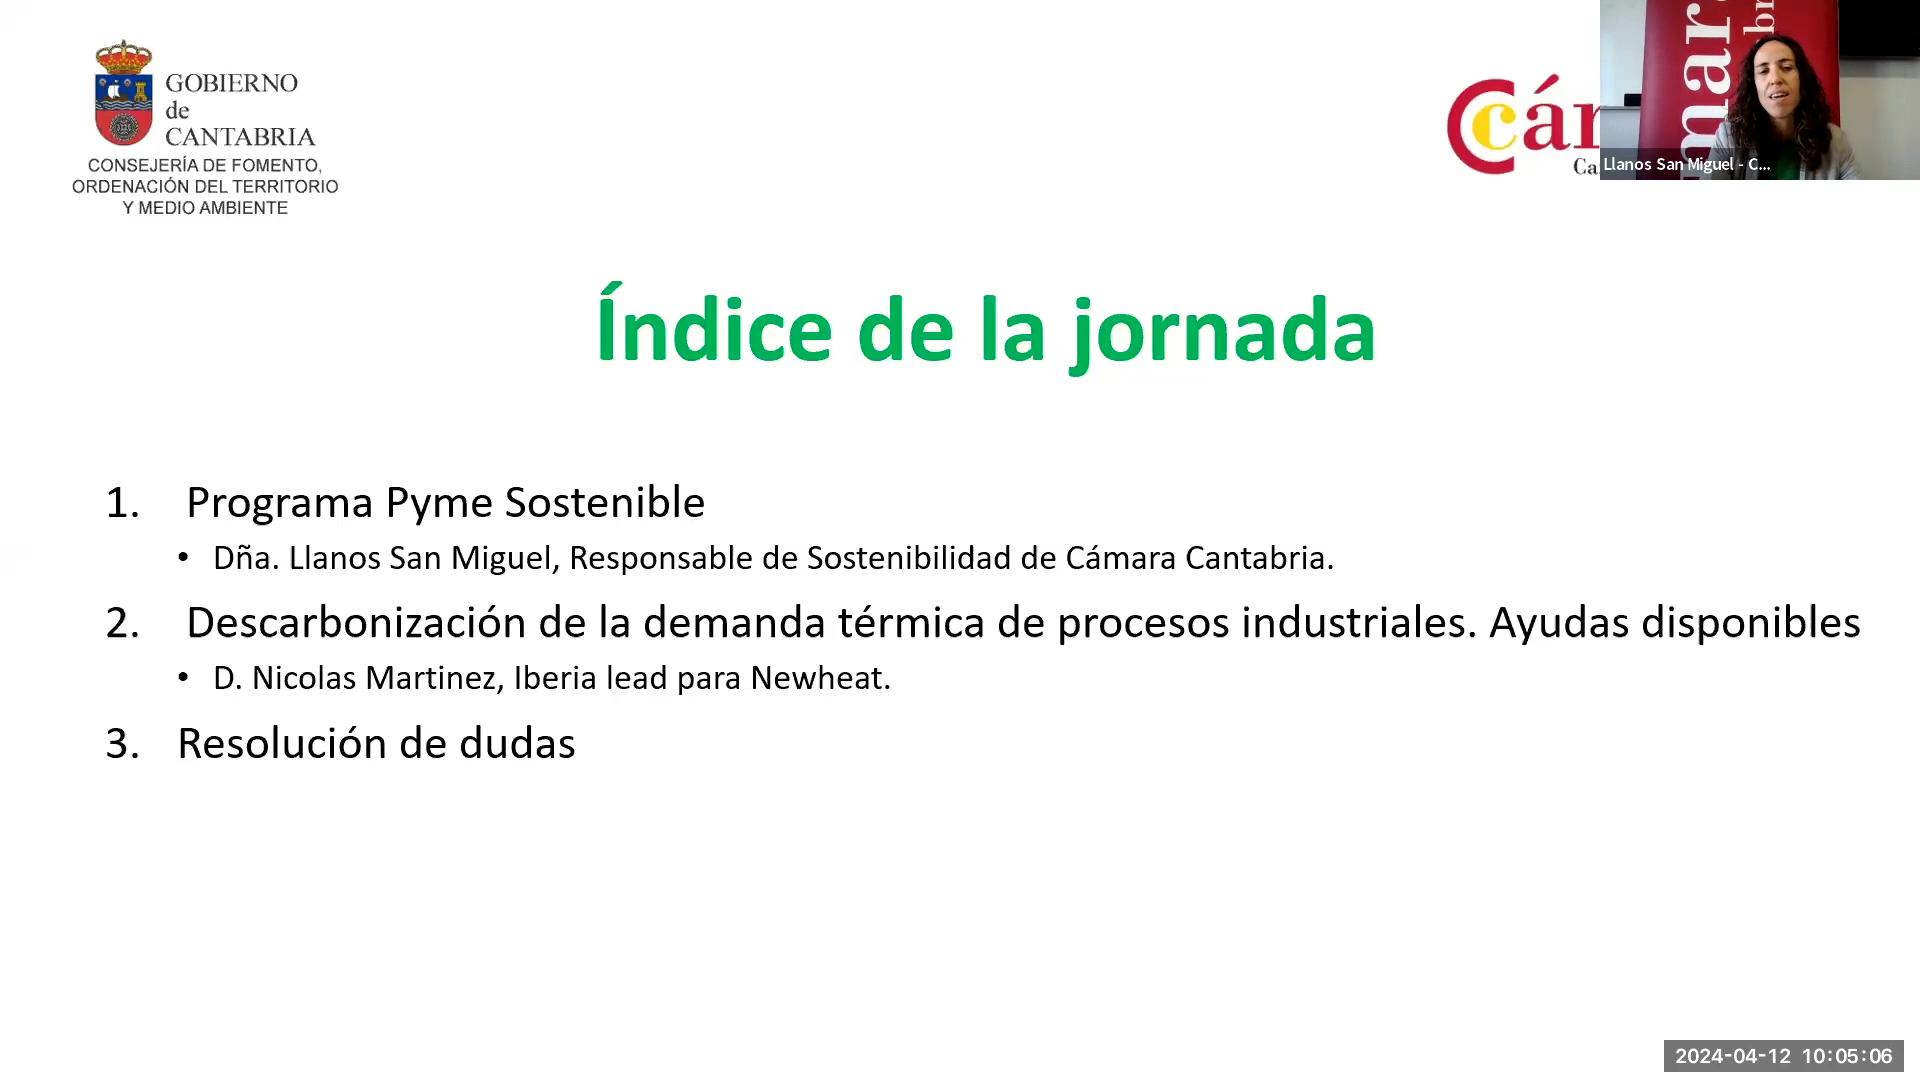 GOBIERNO
de
CANTABRIA
CONSEJERÍA DE FOMENTO,
ORDENACIÓN DEL TERRITORIO
Y MEDIO AMBIENTE
Llanos San Miguel - C...
Índice de la jornada
1. Programa Pyme Sostenible
• Dña. Llanos San Miguel, Responsable de Sostenibilidad de Cámara Cantabria.
2. Descarbonización de la demanda térmica de procesos industriales. Ayudas disponibles
• D. Nicolas Martinez, Iberia lead para Newheat.
3. Resolución de dudas
2024-04-12 10:05:06